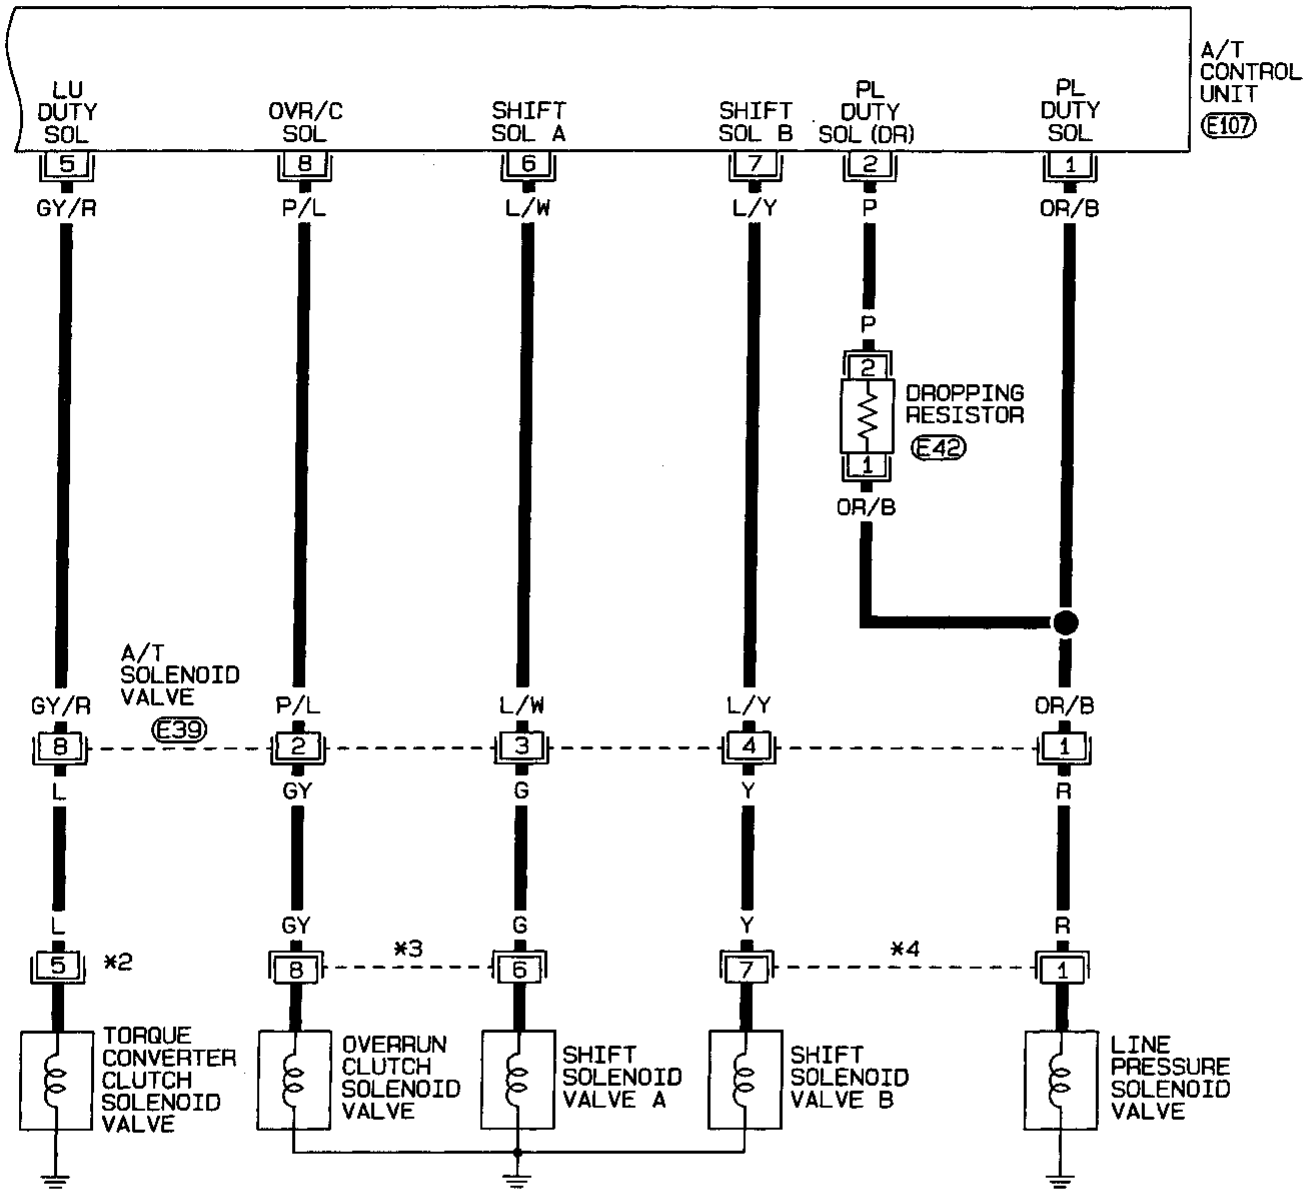 A/T
CONTROL
UNIT
E107
LU
DUTY
SOL
OVR/C
SOL
SHIFT
SOL A
SHIFT
SOL B
PL
DUTY
SOL (DR)
PL
DUTY
SOL
5 8 6 7 2 1
GY/R P/L L/W L/Y P OR/B
P
2
DROPPING
RESISTOR
E42
1
OR/B
A/T
SOLENOID
VALVE
E39
GY/R P/L L/W L/Y OR/B
8 2 3 4 1
L GY G Y R
L GY G Y R
5 *2 8 *3 6 7 *4 1
TORQUE
CONVERTER
CLUTCH
SOLENOID
VALVE
OVERRUN
CLUTCH
SOLENOID
VALVE
SHIFT
SOLENOID
VALVE A
SHIFT
SOLENOID
VALVE B
LINE
PRESSURE
SOLENOID
VALVE